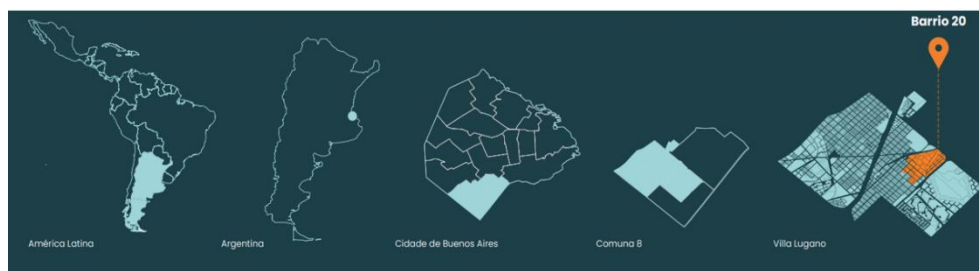 Barrio 20
América Latina
Argentina
Cidade de Buenos Aires
Comuna 8
Villa Lugano